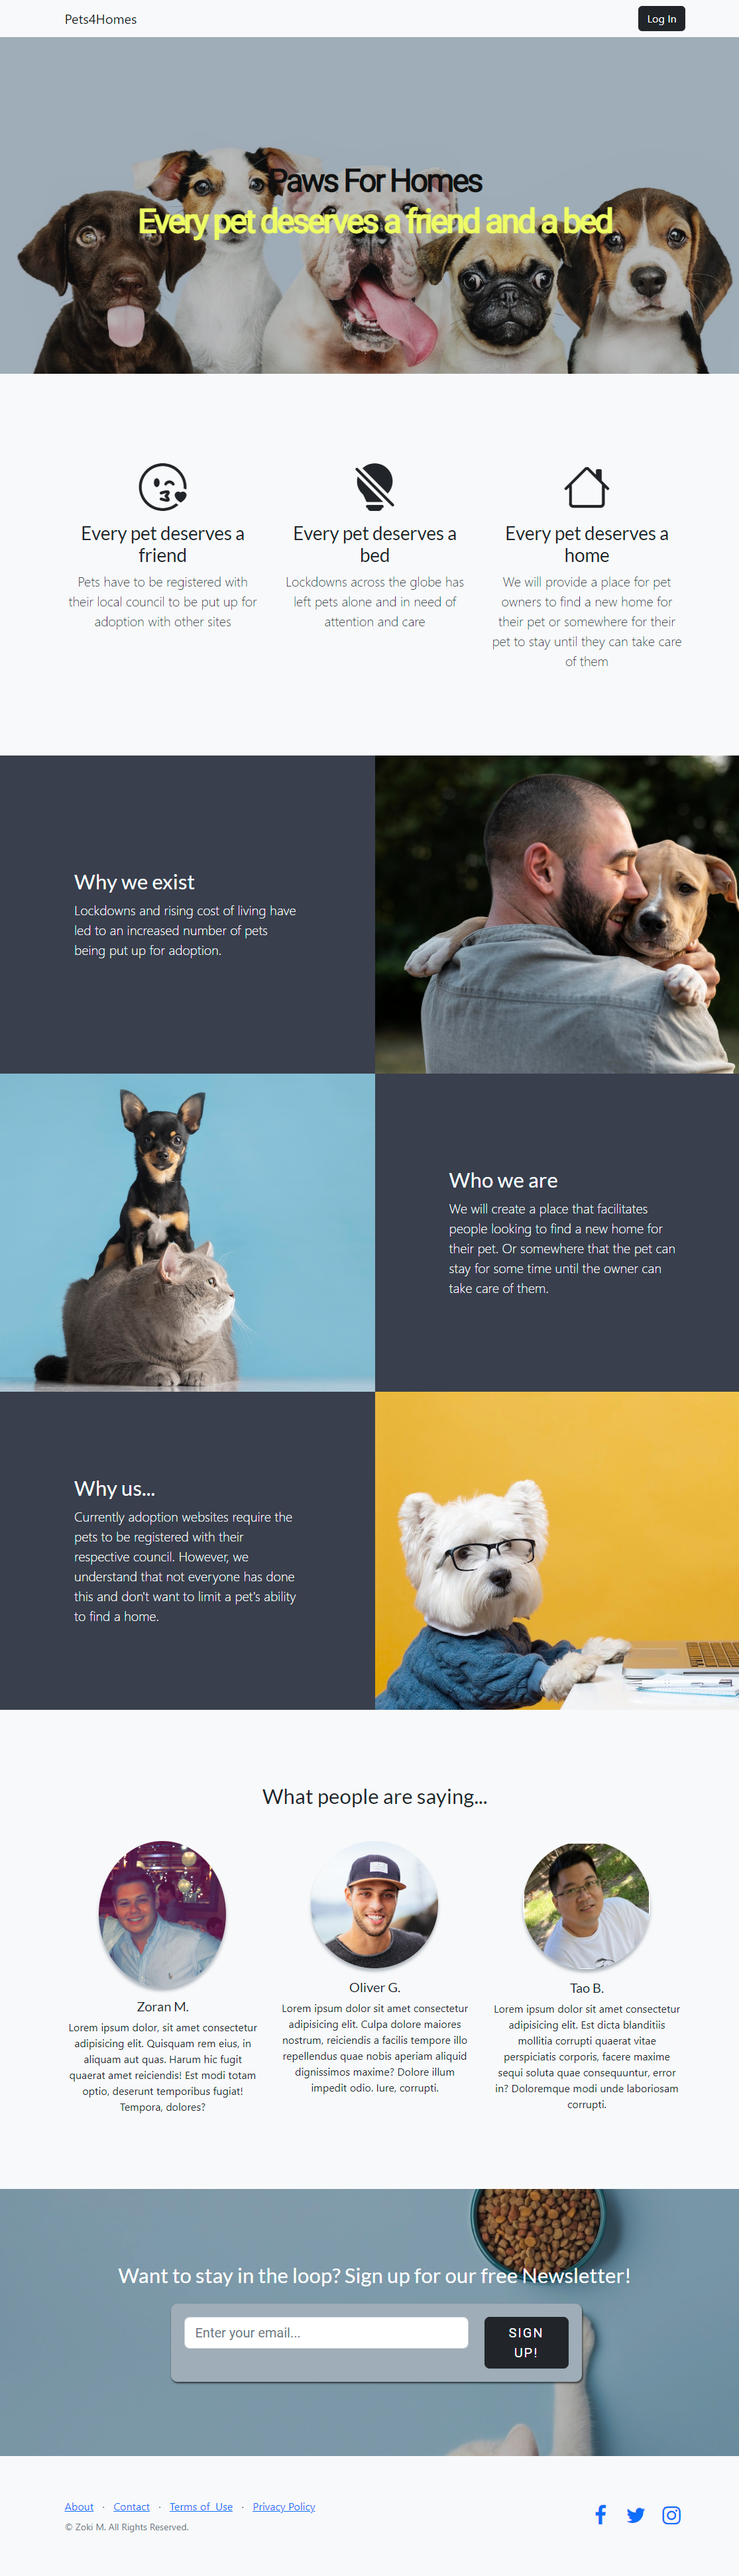 Pets4Homes
Log In
Paws For Homes
Every pet deserves a friend and a bed
Every pet deserves a
friend
Pets have to be registered with
their local council to be put up for
adoption with other sites
Every pet deserves a
bed
Lockdowns across the globe has
left pets alone and in need of
attention and care
Every pet deserves a
home
We will provide a place for pet
owners to find a new home for
their pet or somewhere for their
pet to stay until they can take care
of them
Why we exist
Lockdowns and rising cost of living have
led to an increased number of pets
being put up for adoption.
Who we are
We will create a place that facilitates
people looking to find a new home for
their pet. Or somewhere that the pet can
stay for some time until the owner can
take care of them.
Why us...
Currently adoption websites require the
pets to be registered with their
respective council. However, we
understand that not everyone has done
this and don't want to limit a pet's ability
to find a home.
What people are saying...
Zoran M.
Lorem ipsum dolor, sit amet consectetur
adipisicing elit. Quisquam rem eius, in
aliquam aut quas. Harum hic fugit
quaerat amet reiciendis! Est modi totam
optio, deserunt temporibus fugiat!
Tempora, dolores?
Oliver G.
Lorem ipsum dolor sit amet consectetur
adipisicing elit. Culpa dolore maiores
nostrum, reiciendis a facilis tempore illo
repellendus quae nobis aperiam aliquid
dignissimos maxime? Dolore illum
impedit odio. Iure, corrupti.
Tao B.
Lorem ipsum dolor sit amet consectetur
adipisicing elit. Est dicta blanditiis
mollitia corrupti quaerat vitae
perspiciatis corporis, facere maxime
sequi soluta quae consequuntur, error
in? Doloremque modi unde laboriosam
corrupti.
Want to stay in the loop? Sign up for our free Newsletter!
Enter your email...
SIGN
UP!
About · Contact · Terms of Use · Privacy Policy
© Zoki M. All Rights Reserved.